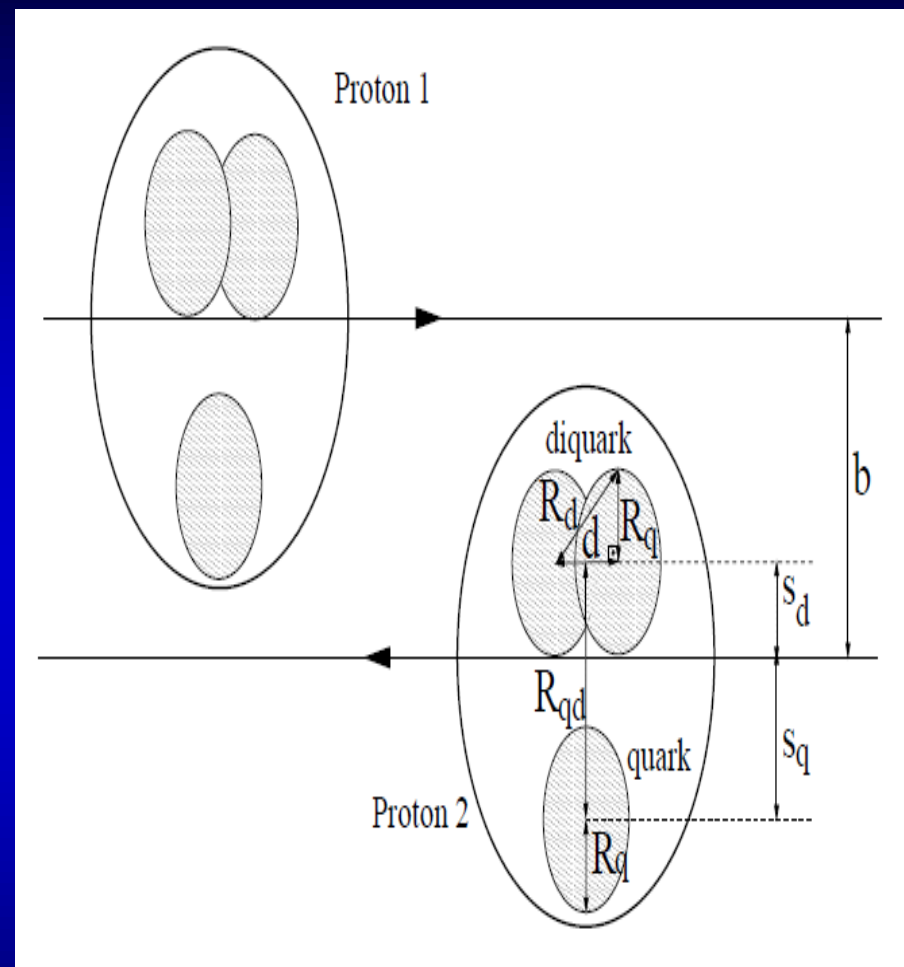 Proton 1
diquark
R_d
d
R_q
b
s_d
R_qd
s_q
quark
Proton 2
R_q